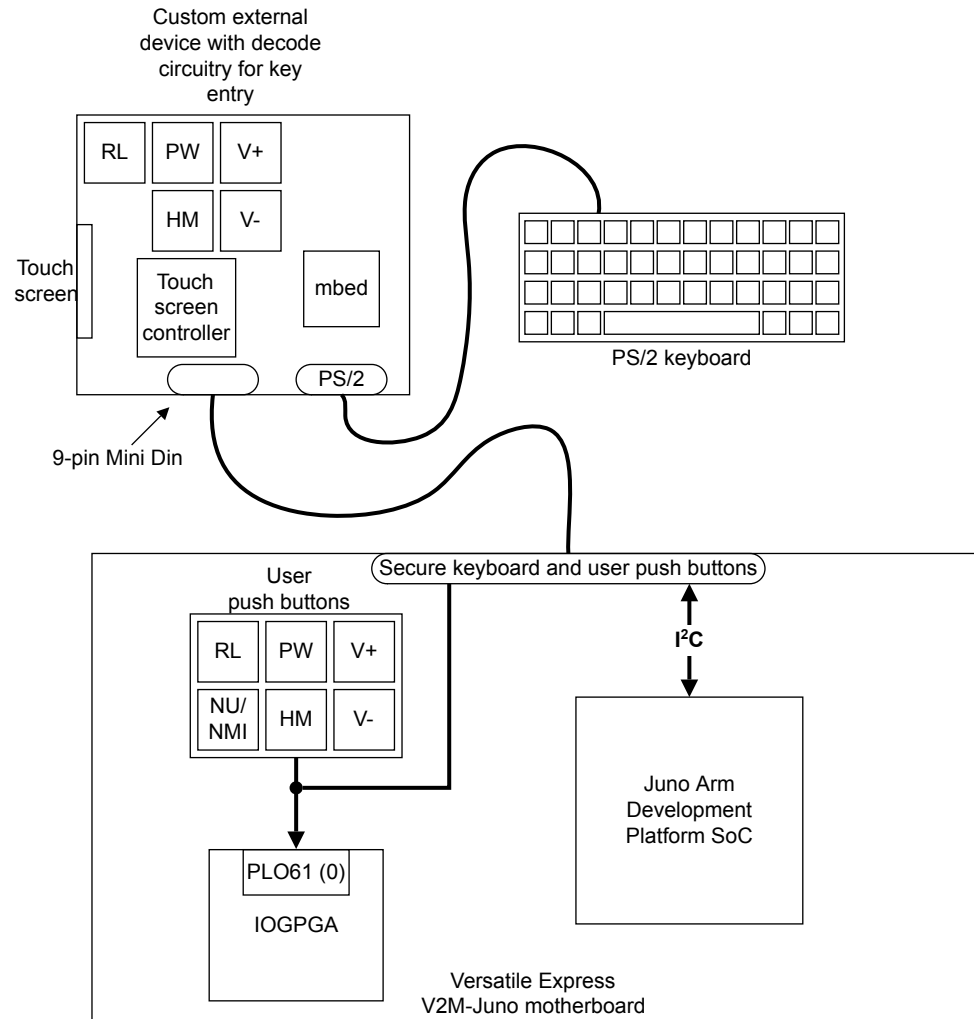 Custom external
device with decode
circuitry for key
entry
RL
PW
V+
HM
V-
Touch
screen
Touch
screen
controller
mbed
PS/2
9-pin Mini Din
PS/2 keyboard
Secure keyboard and user push buttons
User
push buttons
RL
PW
V+
NU/
NMI
HM
V-
I²C
Juno Arm
Development
Platform SoC
PLO61 (0)
IOGPGA
Versatile Express
V2M-Juno motherboard